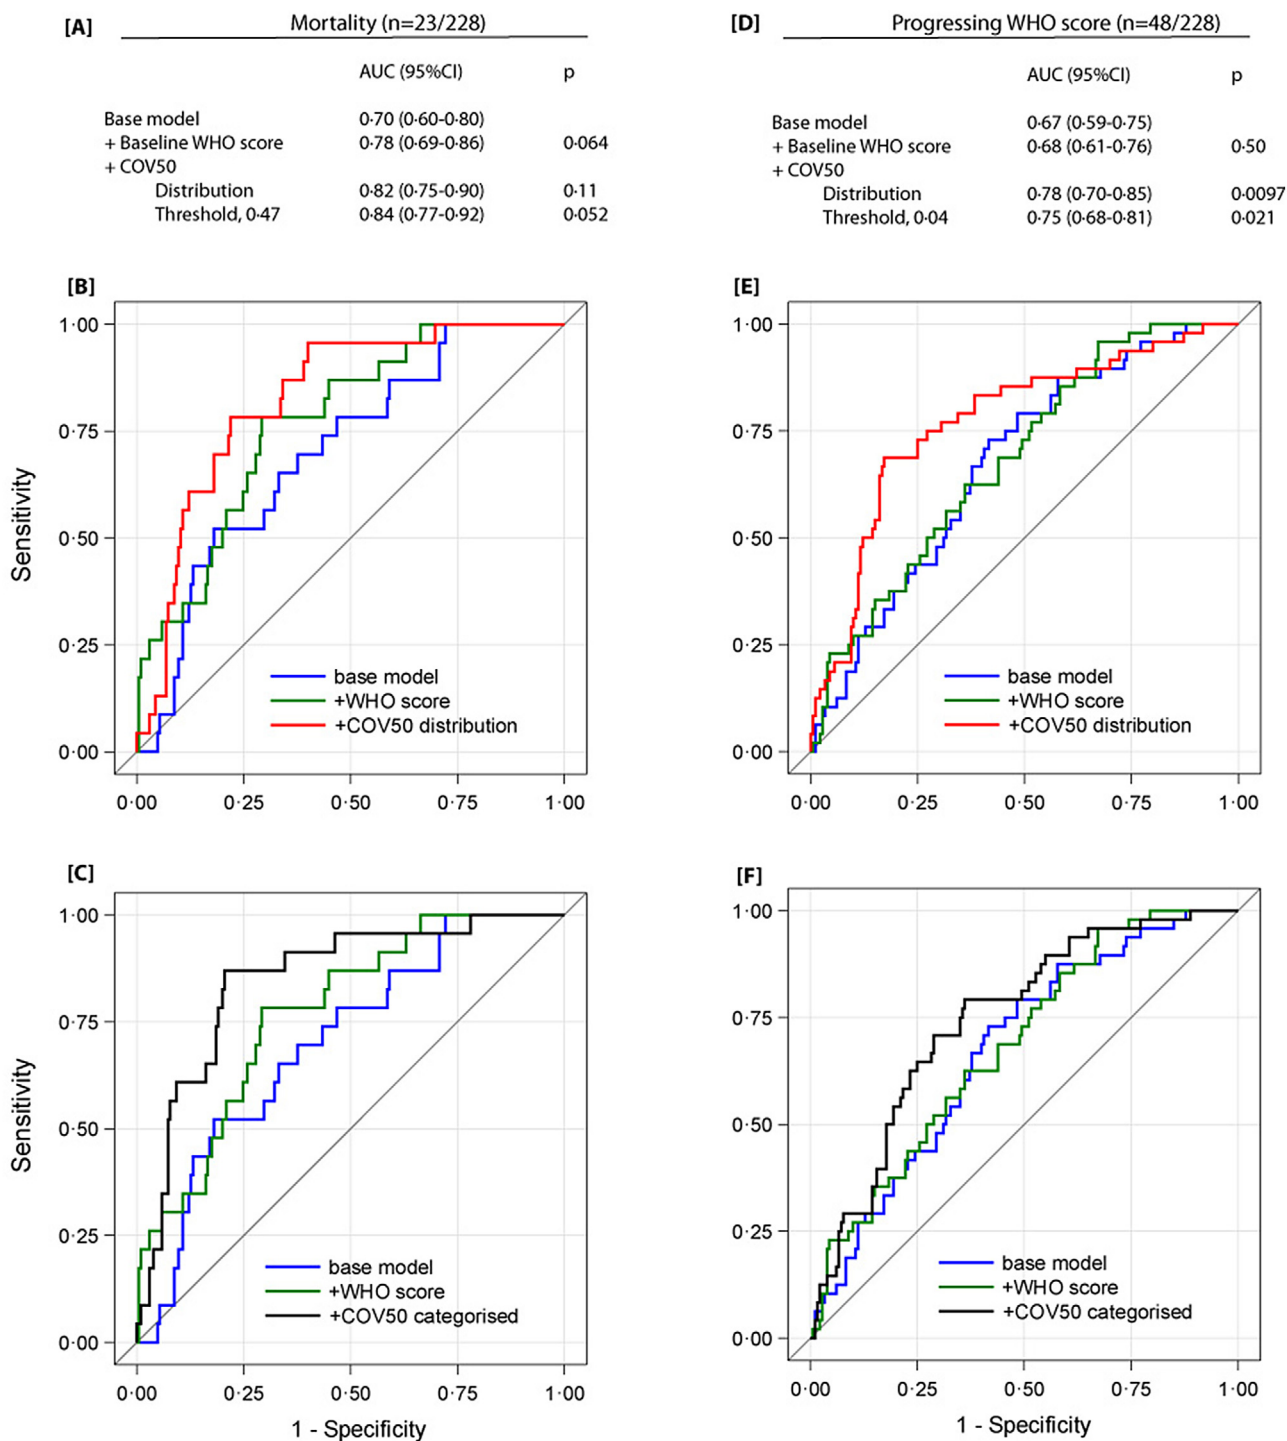 [A] Mortality (n=23/228)
AUC (95%CI) p
Base model 0·70 (0·60-0·80)
+ Baseline WHO score 0·78 (0·69-0·86) 0·064
+ COV50
Distribution 0·82 (0·75-0·90) 0·11
Threshold, 0·47 0·84 (0·77-0·92) 0·052
[D] Progressing WHO score (n=48/228)
AUC (95%CI) p
Base model 0·67 (0·59-0·75)
+ Baseline WHO score 0·68 (0·61-0·76) 0·50
+ COV50
Distribution 0·78 (0·70-0·85) 0·0097
Threshold, 0·04 0·75 (0·68-0·81) 0·021
[B]
1·00
0·75
0·50
0·25
0·00
Sensitivity
base model
+WHO score
+COV50 distribution
0·00 0·25 0·50 0·75 1·00
[E]
1·00
0·75
0·50
0·25
0·00
base model
+WHO score
+COV50 distribution
0·00 0·25 0·50 0·75 1·00
[C]
1·00
0·75
0·50
0·25
0·00
Sensitivity
base model
+WHO score
+COV50 categorised
0·00 0·25 0·50 0·75 1·00
1 - Specificity
[F]
1·00
0·75
0·50
0·25
0·00
base model
+WHO score
+COV50 categorised
0·00 0·25 0·50 0·75 1·00
1 - Specificity